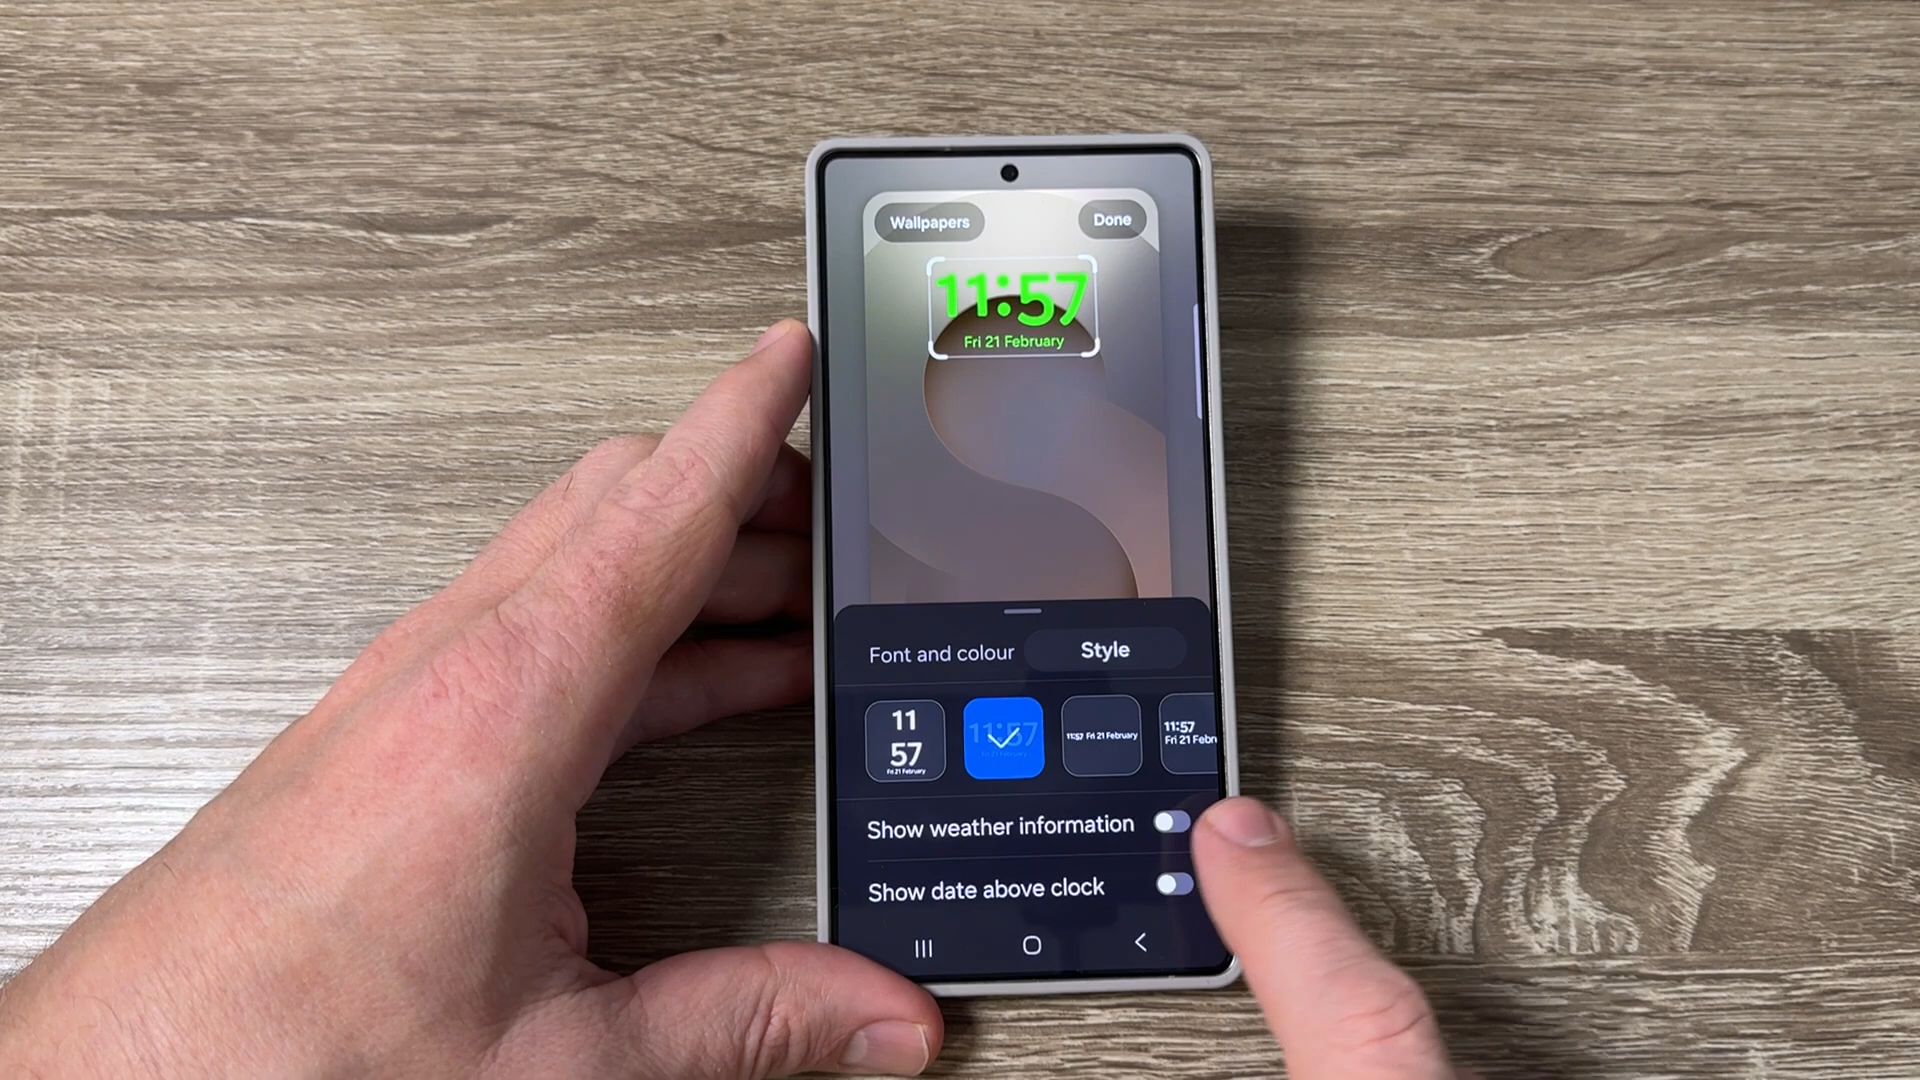 Wallpapers
Done
11:57
Fri 21 February
Font and colour
Style
11
57
Fri 21 February
11:57
11:57 Fri 21 February
11:57
Fri 21 Febr
Show weather information
Show date above clock